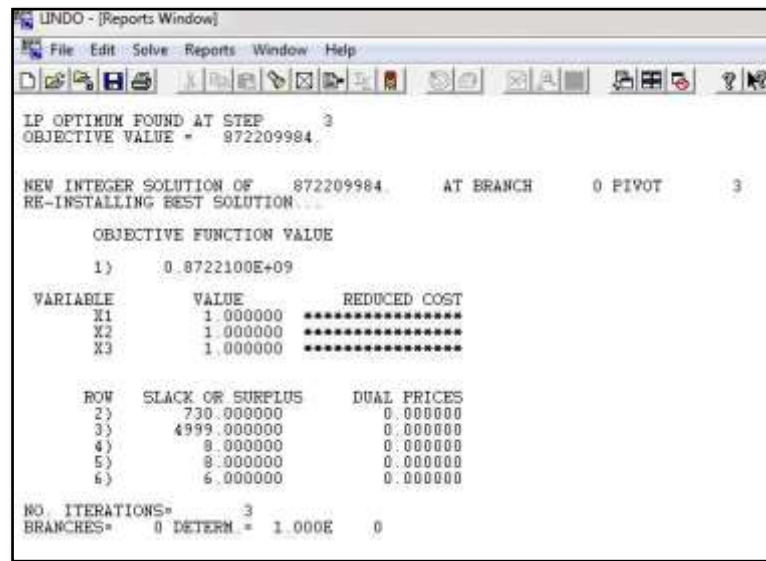 LINDO - [Reports Window]
File Edit Solve Reports Window Help
LP OPTIMUM FOUND AT STEP 3
OBJECTIVE VALUE = 872209984.
NEW INTEGER SOLUTION OF 872209984. AT BRANCH 0 PIVOT 3
RE-INSTALLING BEST SOLUTION...
OBJECTIVE FUNCTION VALUE
1) 0.8722100E+09
VARIABLE VALUE REDUCED COST
X1 1.000000 ****************
X2 1.000000 ****************
X3 1.000000 ****************
ROW SLACK OR SURPLUS DUAL PRICES
2) 730.000000 0.000000
3) 4999.000000 0.000000
4) 8.000000 0.000000
5) 8.000000 0.000000
6) 6.000000 0.000000
NO. ITERATIONS= 3
BRANCHES= 0 DETERM.= 1.000E 0